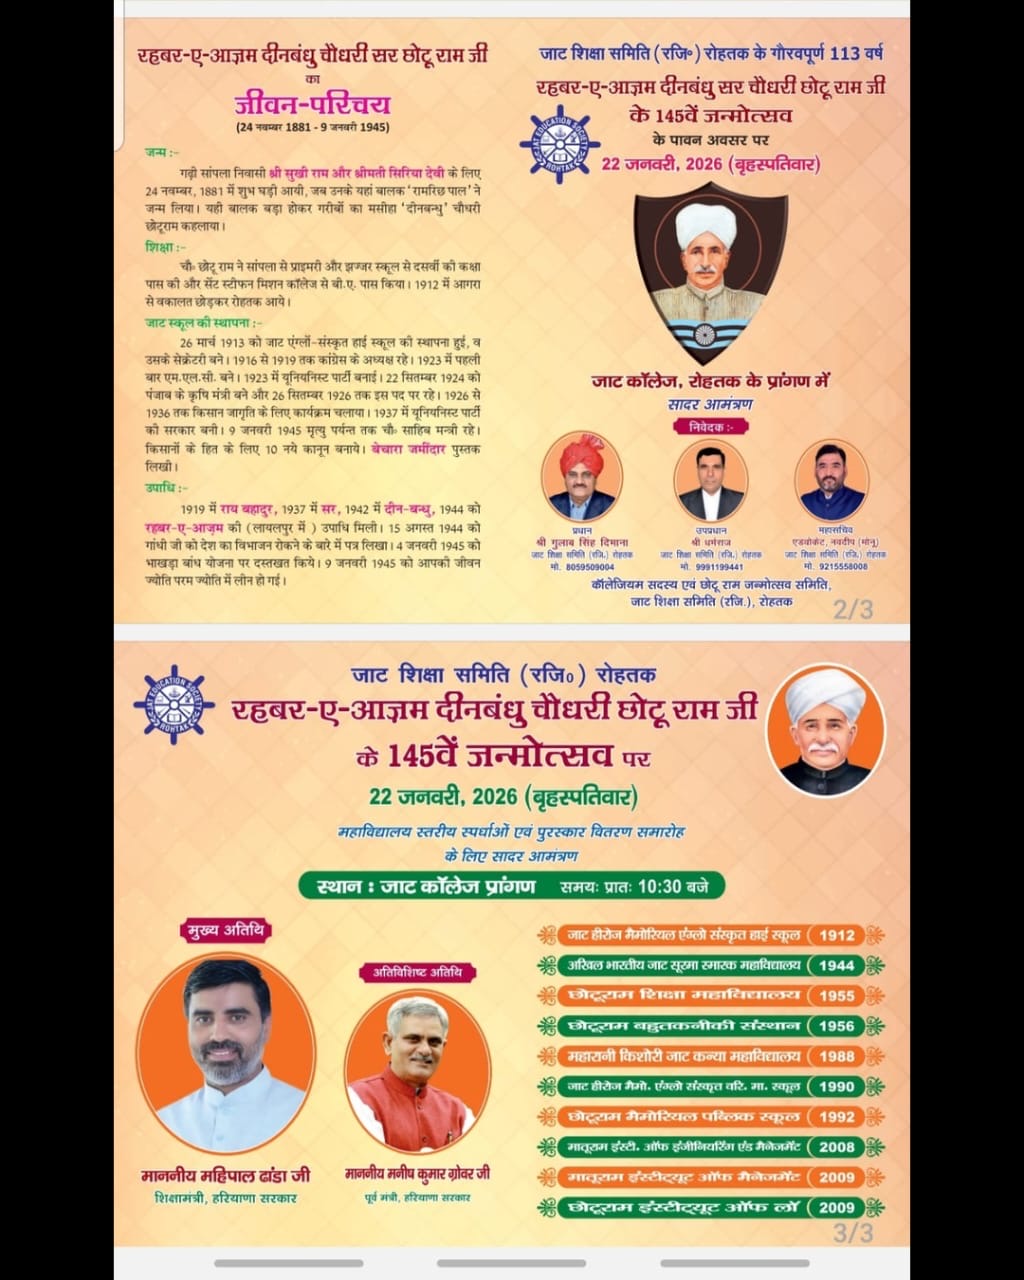 रहबर-ए-आज़म दीनबंधु चौधरी सर छोटू राम जी
का
जीवन-परिचय
(24 नवम्बर 1881 - 9 जनवरी 1945)
जन्म :-
गढ़ी सांपला निवासी श्री सुखी राम और श्रीमती सिरिया देवी के लिए
24 नवम्बर, 1881 में शुभ घड़ी आयी, जब उनके यहां बालक 'रामरिछ पाल' ने
जन्म लिया। यही बालक बड़ा होकर गरीबों का मसीहा 'दीनबन्धु' चौधरी
छोटूराम कहलाया।
शिक्षा :-
चौ॰ छोटू राम ने सांपला से प्राइमरी और झज्जर स्कूल से दसवीं की कक्षा
पास की और सेंट स्टीफन मिशन कॉलेज से बी.ए. पास किया। 1912 में आगरा
से वकालत छोड़कर रोहतक आये।
जाट स्कूल की स्थापना :-
26 मार्च 1913 को जाट एंग्लों-संस्कृत हाई स्कूल की स्थापना हुई, व
उसके सेक्रेटरी बने। 1916 से 1919 तक कांग्रेस के अध्यक्ष रहे। 1923 में पहली
बार एम.एल.सी. बने। 1923 में यूनियनिस्ट पार्टी बनाई। 22 सितम्बर 1924 को
पंजाब के कृषि मंत्री बने और 26 सितम्बर 1926 तक इस पद पर रहे। 1926 से
1936 तक किसान जागृति के लिए कार्यक्रम चलाया। 1937 में यूनियनिस्ट पार्टी
की सरकार बनी। 9 जनवरी 1945 मृत्यु पर्यन्त तक चौ॰ साहिब मन्त्री रहे।
किसानों के हित के लिए 10 नये कानून बनाये। बेचारा जमींदार पुस्तक
लिखी।
उपाधि :-
1919 में राय बहादुर, 1937 में सर, 1942 में दीन-बन्धु, 1944 को
रहबर-ए-आज़म की (लायलपुर में ) उपाधि मिली। 15 अगस्त 1944 को
गांधी जी को देश का विभाजन रोकने के बारे में पत्र लिखा। 4 जनवरी 1945 को
भाखड़ा बांध योजना पर दस्तखत किये। 9 जनवरी 1945 को आपकी जीवन
ज्योति परम ज्योति में लीन हो गई।
जाट शिक्षा समिति (रजि॰) रोहतक के गौरवपूर्ण 113 वर्ष
रहबर-ए-आज़म दीनबंधु सर चौधरी छोटू राम जी
के 145वें जन्मोत्सव
के पावन अवसर पर
22 जनवरी, 2026 (बृहस्पतिवार)
JAT EDUCATION SOCIETY
ROHTAK
जाट कॉलेज, रोहतक के प्रांगण में
सादर आमंत्रण
निवेदक :-
प्रधान
श्री गुलाब सिंह दिमाना
जाट शिक्षा समिति (रजि.) रोहतक
मो. 8059509004
उपप्रधान
श्री धर्मराज
जाट शिक्षा समिति (रजि.) रोहतक
मो. 9991199441
महासचिव
एडवोकेट, नवदीप (मोनू)
जाट शिक्षा समिति (रजि.) रोहतक
मो. 9215558008
कॉलेजियम सदस्य एवं छोटू राम जन्मोत्सव समिति,
जाट शिक्षा समिति (रजि.), रोहतक
2/3
जाट शिक्षा समिति (रजि0) रोहतक
JAT EDUCATION SOCIETY
ROHTAK
रहबर-ए-आज़म दीनबंधु चौधरी छोटू राम जी
के 145वें जन्मोत्सव पर
22 जनवरी, 2026 (बृहस्पतिवार)
महाविद्यालय स्तरीय स्पर्धाओं एवं पुरस्कार वितरण समारोह
के लिए सादर आमंत्रण
स्थान : जाट कॉलेज प्रांगण समयः प्रातः 10:30 बजे
मुख्य अतिथि
माननीय महिपाल ढांडा जी
शिक्षामंत्री, हरियाणा सरकार
अतिविशिष्ट अतिथि
माननीय मनीष कुमार ग्रोवर जी
पूर्व मंत्री, हरियाणा सरकार
जाट हीरोज मैमोरियल एंग्लो संस्कृत हाई स्कूल 1912
अखिल भारतीय जाट सूरमा स्मारक महाविद्यालय 1944
छोटूराम शिक्षा महाविद्यालय 1955
छोटूराम बहुतकनीकी संस्थान 1956
महारानी किशोरी जाट कन्या महाविद्यालय 1988
जाट हीरोज मैमो. एंग्लो संस्कृत वरि. मा. स्कूल 1990
छोटूराम मैमोरियल पब्लिक स्कूल 1992
मातूराम इंस्टी. ऑफ इंजीनियरिंग एंड मैनेजमेंट 2008
मातूराम इंस्टीट्यूट ऑफ मैनेजमेंट 2009
छोटूराम इंस्टीट्यूट ऑफ लॉ 2009
3/3